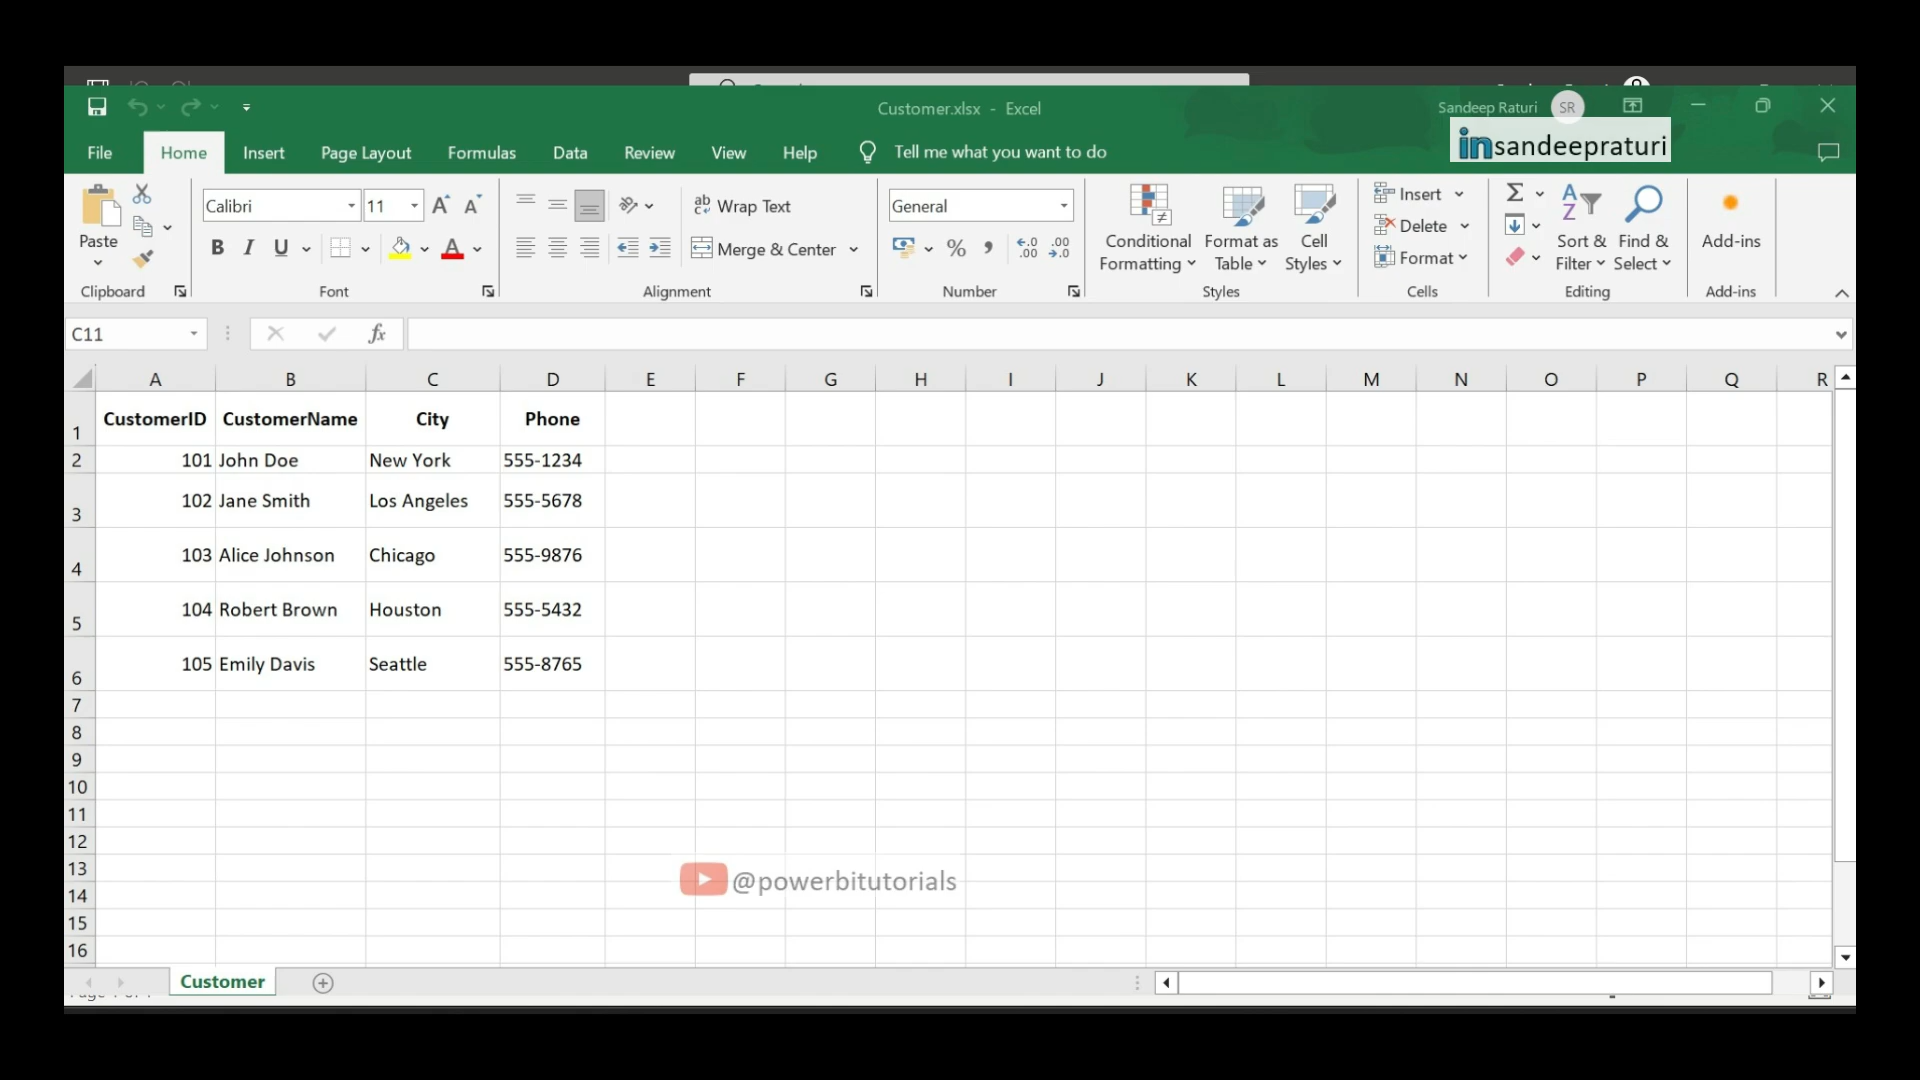 Customer.xlsx - Excel
Sandeep Raturi SR
insandeepraturi
File Home Insert Page Layout Formulas Data Review View Help Tell me what you want to do
Paste
Clipboard
Calibri 11
B I U
Font
Wrap Text
Merge & Center
Alignment
General
Number
Conditional Formatting
Format as Table
Cell Styles
Styles
Insert
Delete
Format
Cells
Sort & Filter
Find & Select
Editing
Add-ins
Add-ins
C11 fx
A B C D E F G H I J K L M N O P Q R
1 CustomerID CustomerName City Phone
2 101 John Doe New York 555-1234
3 102 Jane Smith Los Angeles 555-5678
4 103 Alice Johnson Chicago 555-9876
5 104 Robert Brown Houston 555-5432
6 105 Emily Davis Seattle 555-8765
7
8
9
10
11
12
13
14
15
16
@powerbitutorials
Customer